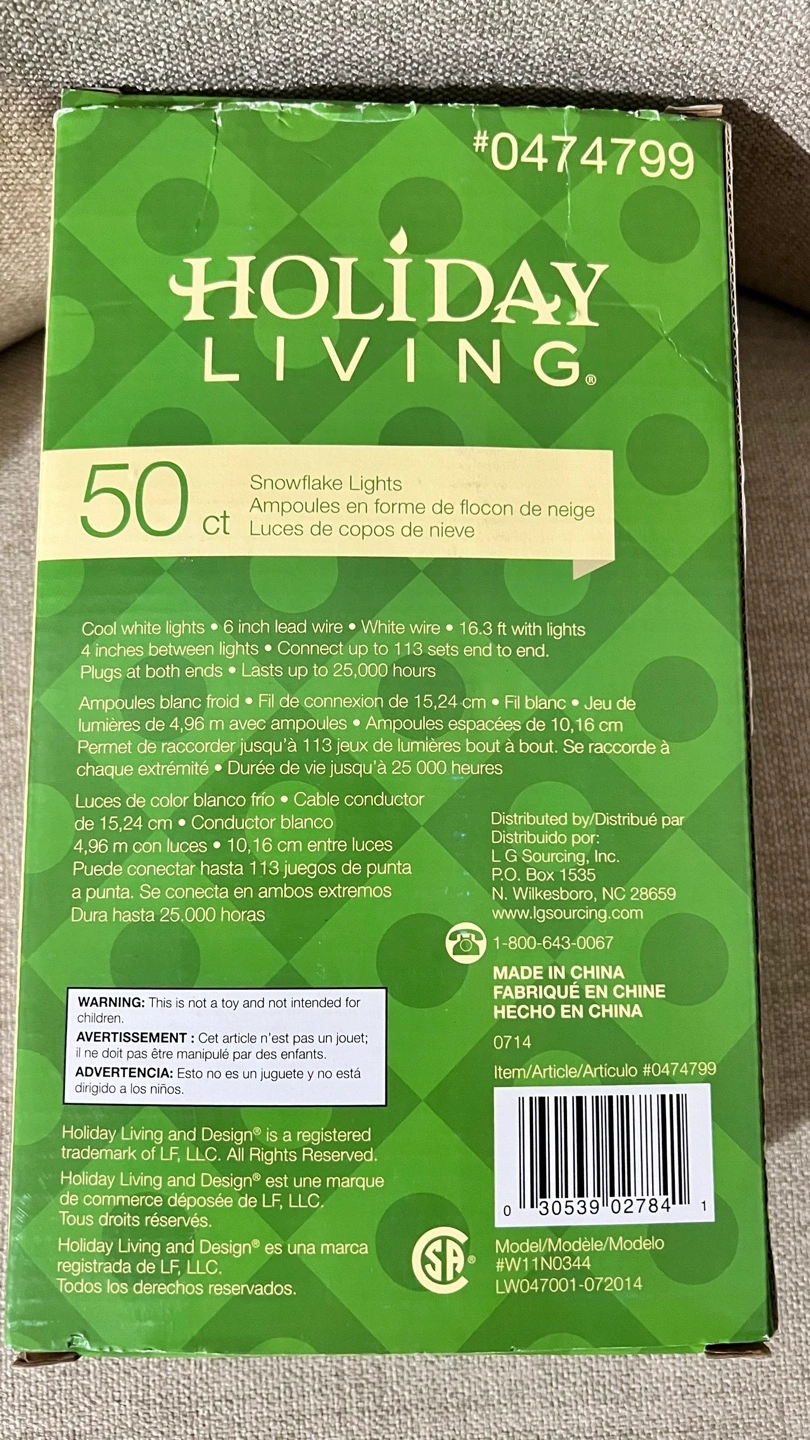 #0474799
HOLiDAY
LIVING®
50 ct
Snowflake Lights
Ampoules en forme de flocon de neige
Luces de copos de nieve
Cool white lights • 6 inch lead wire • White wire • 16.3 ft with lights
4 inches between lights • Connect up to 113 sets end to end.
Plugs at both ends • Lasts up to 25,000 hours
Ampoules blanc froid • Fil de connexion de 15,24 cm • Fil blanc • Jeu de
lumières de 4,96 m avec ampoules • Ampoules espacées de 10,16 cm
Permet de raccorder jusqu'à 113 jeux de lumières bout à bout. Se raccorde à
chaque extrémité • Durée de vie jusqu'à 25 000 heures
Luces de color blanco frío • Cable conductor
de 15,24 cm • Conductor blanco
4,96 m con luces • 10,16 cm entre luces
Puede conectar hasta 113 juegos de punta
a punta. Se conecta en ambos extremos
Dura hasta 25.000 horas
Distributed by/Distribué par
Distribuido por:
L G Sourcing, Inc.
P.O. Box 1535
N. Wilkesboro, NC 28659
www.lgsourcing.com
1-800-643-0067
MADE IN CHINA
FABRIQUÉ EN CHINE
HECHO EN CHINA
0714
Item/Article/Artículo #0474799
0 30539 02784 1
Model/Modèle/Modelo
#W11N0344
LW047001-072014
WARNING: This is not a toy and not intended for
children.
AVERTISSEMENT : Cet article n'est pas un jouet;
il ne doit pas être manipulé par des enfants.
ADVERTENCIA: Esto no es un juguete y no está
dirigido a los niños.
Holiday Living and Design® is a registered
trademark of LF, LLC. All Rights Reserved.
Holiday Living and Design® est une marque
de commerce déposée de LF, LLC.
Tous droits réservés.
Holiday Living and Design® es una marca
registrada de LF, LLC.
Todos los derechos reservados.
SA®